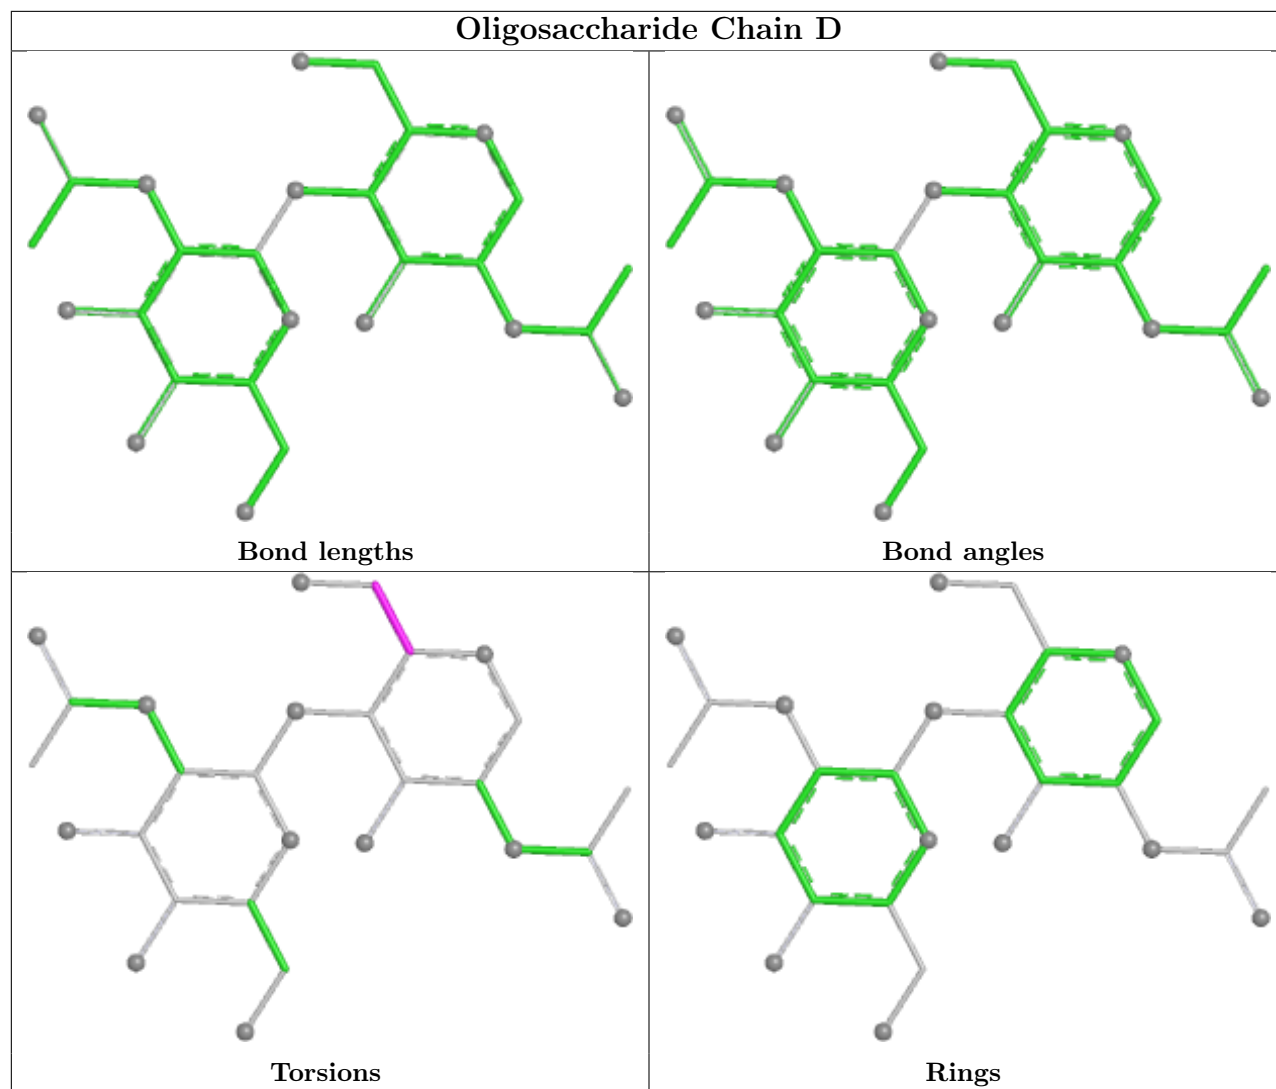 Oligosaccharide Chain D
Bond lengths
Bond angles
Torsions
Rings